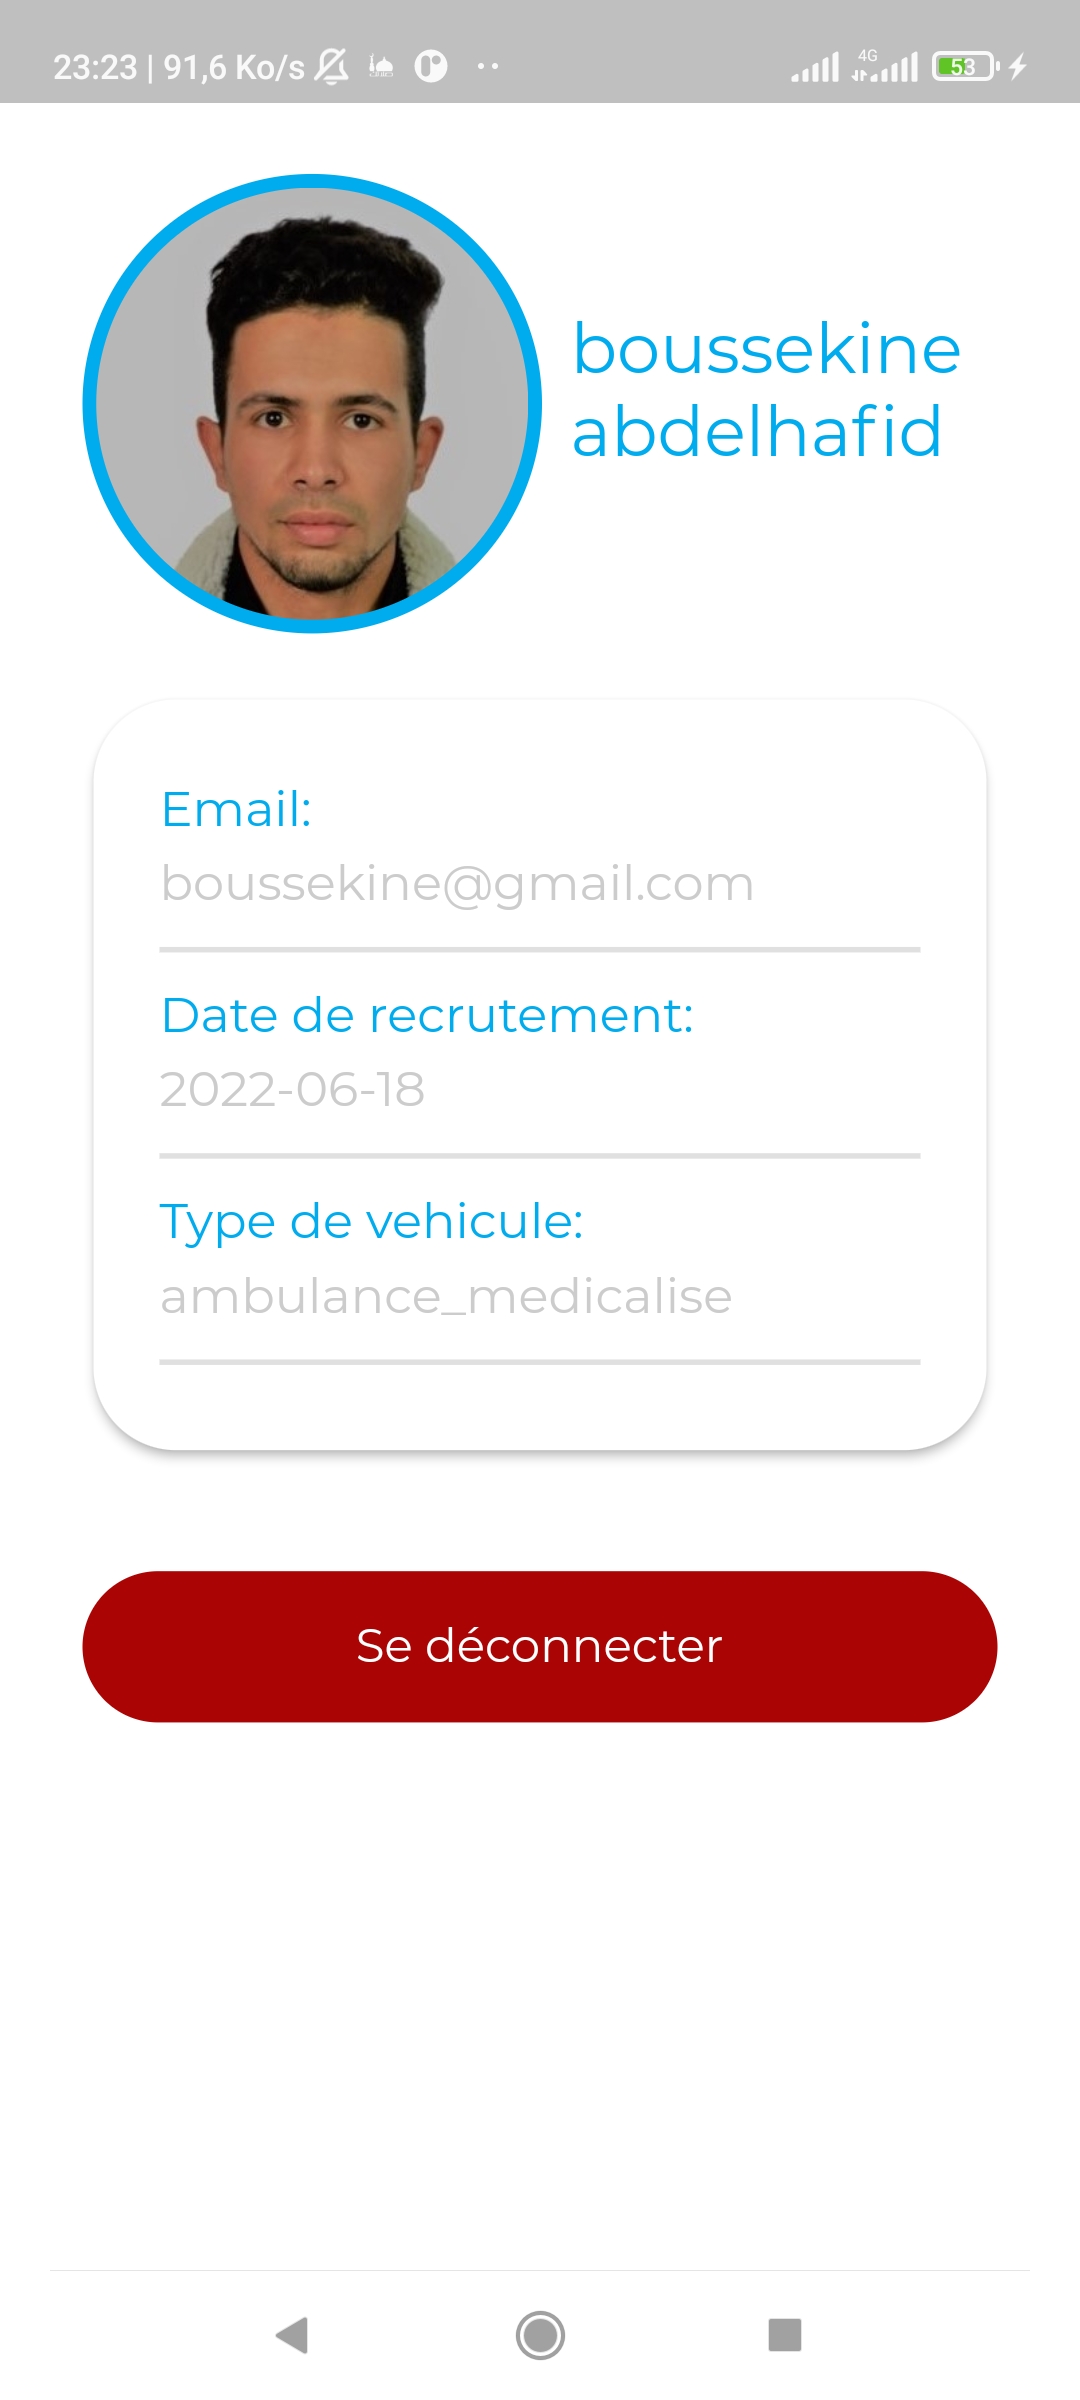 23:23 | 91,6 Ko/s
4G
53
boussekine
abdelhafid
Email:
boussekine@gmail.com
Date de recrutement:
2022-06-18
Type de vehicule:
ambulance_medicalise
Se déconnecter